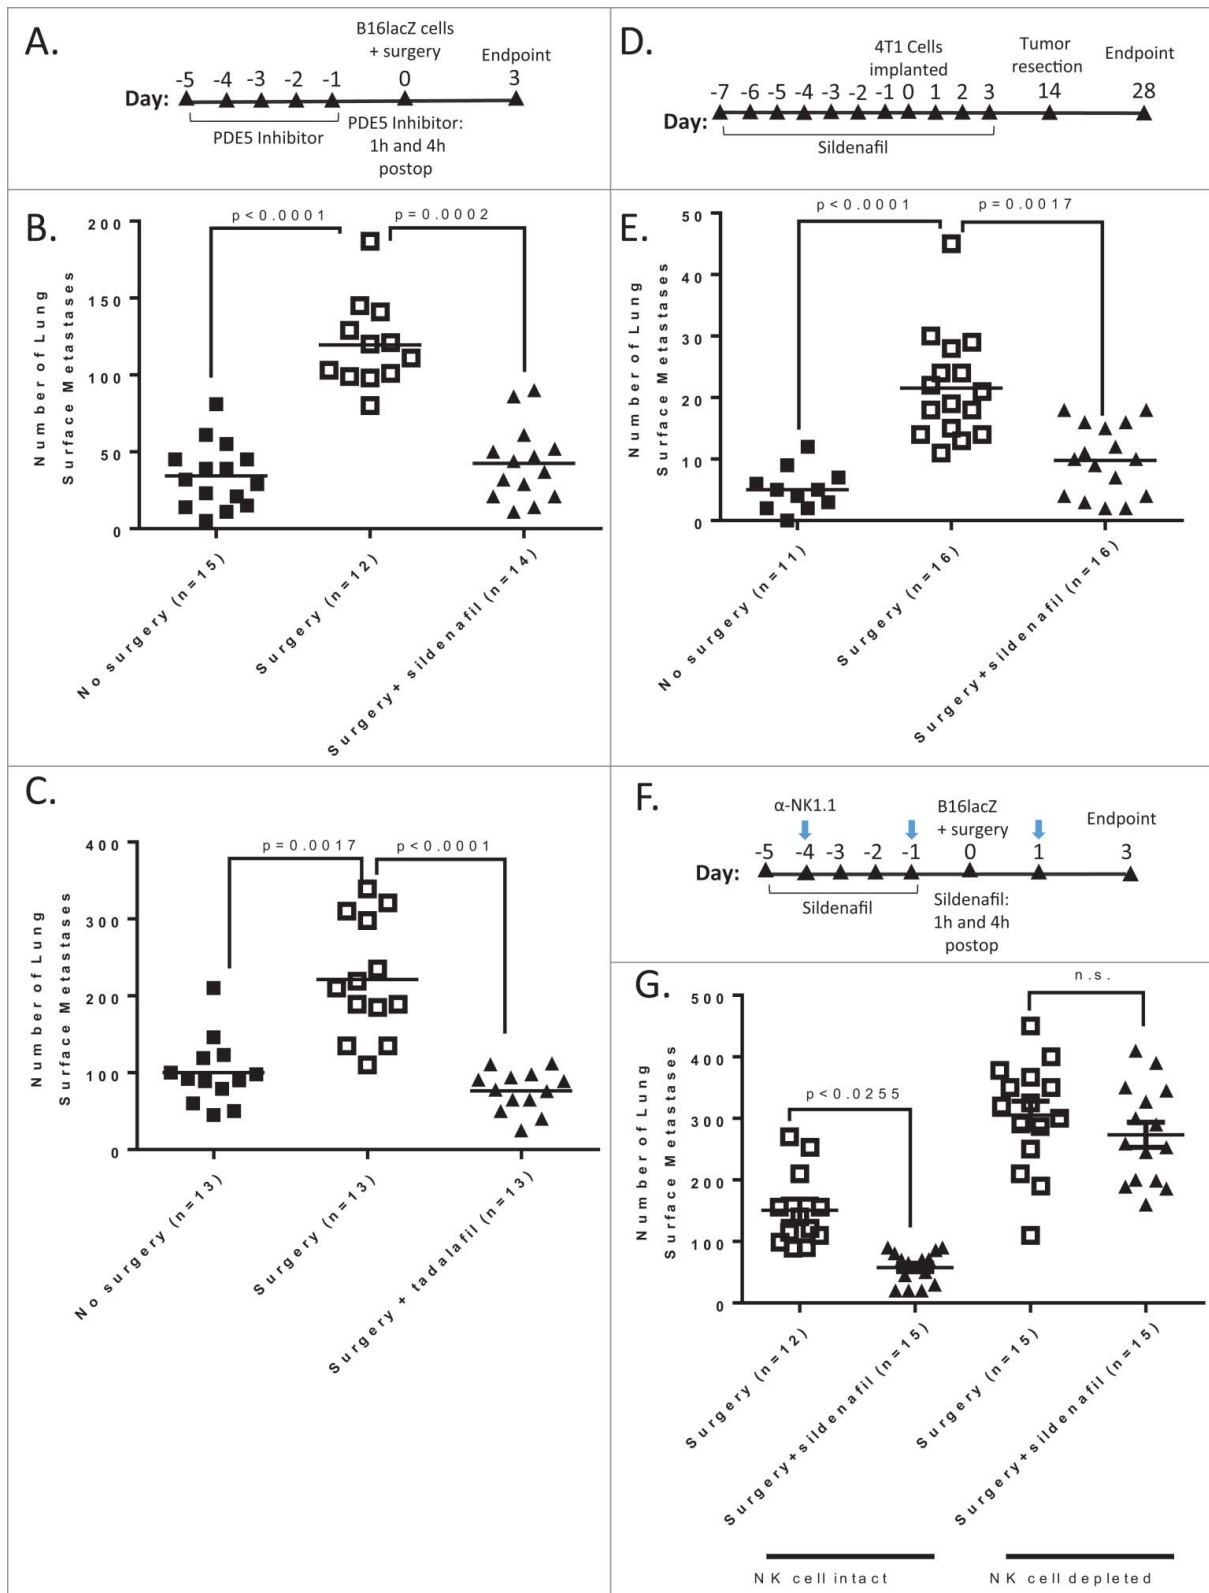 A.
B16lacZ cells
+ surgery
Endpoint
-5 -4 -3 -2 -1 0 3
Day:
PDE5 Inhibitor
PDE5 Inhibitor:
1h and 4h
postop
B.
p<0.0001
p=0.0002
Number of Lung
Surface Metastases
200
150
100
50
0
No surgery (n=15)
Surgery (n=12)
Surgery+ sildenafil (n=14)
C.
p=0.0017
p<0.0001
Number of Lung
Surface Metastases
400
300
200
100
0
No surgery (n=13)
Surgery (n=13)
Surgery + tadalafil (n=13)
D.
4T1 Cells
implanted
Tumor
resection
Endpoint
-7 -6 -5 -4 -3 -2 -1 0 1 2 3 14 28
Day:
Sildenafil
E.
p<0.0001
p=0.0017
Number of Lung
Surface Metastases
50
40
30
20
10
0
No surgery (n=11)
Surgery (n=16)
Surgery+sildenafil (n=16)
F.
α-NK1.1
B16lacZ
+ surgery
Endpoint
-5 -4 -3 -2 -1 0 1 3
Day:
Sildenafil
Sildenafil:
1h and 4h
postop
G.
p<0.0255
n.s.
Number of Lung
Surface Metastases
500
400
300
200
100
0
Surgery (n=12)
Surgery+sildenafil (n=15)
Surgery (n=15)
Surgery+sildenafil (n=15)
NK cell intact
NK cell depleted